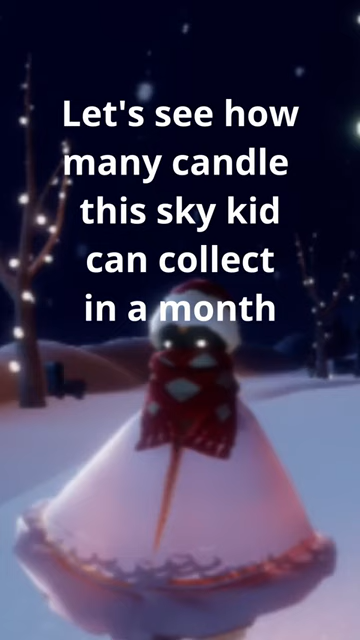 Let's see how
many candle
this sky kid
can collect
in a month